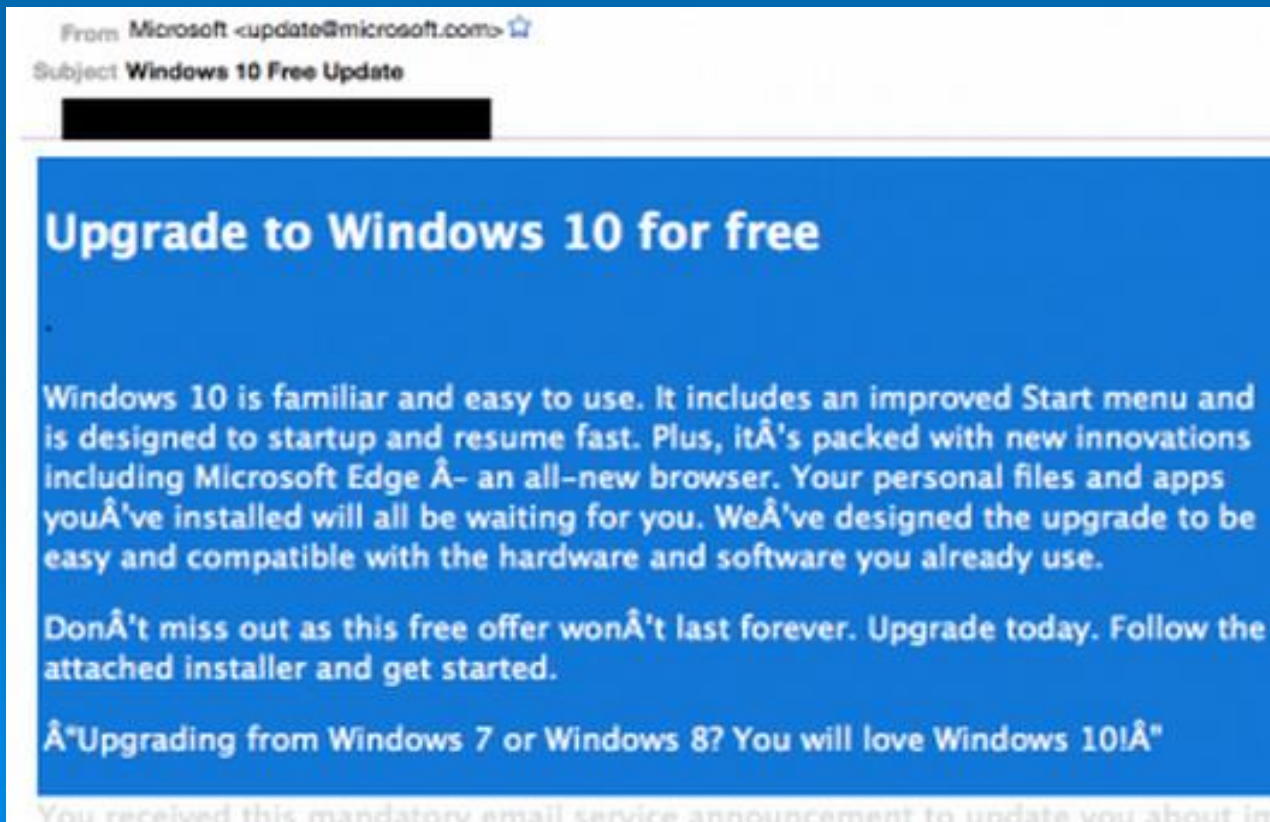 From Microsoft <update@microsoft.com>
Subject Windows 10 Free Update
Upgrade to Windows 10 for free
.
Windows 10 is familiar and easy to use. It includes an improved Start menu and
is designed to startup and resume fast. Plus, itÂ's packed with new innovations
including Microsoft Edge Â– an all-new browser. Your personal files and apps
youÂ've installed will all be waiting for you. WeÂ've designed the upgrade to be
easy and compatible with the hardware and software you already use.
DonÂ't miss out as this free offer wonÂ't last forever. Upgrade today. Follow the
attached installer and get started.
Â"Upgrading from Windows 7 or Windows 8? You will love Windows 10!Â"
You received this mandatory email service announcement to update you about